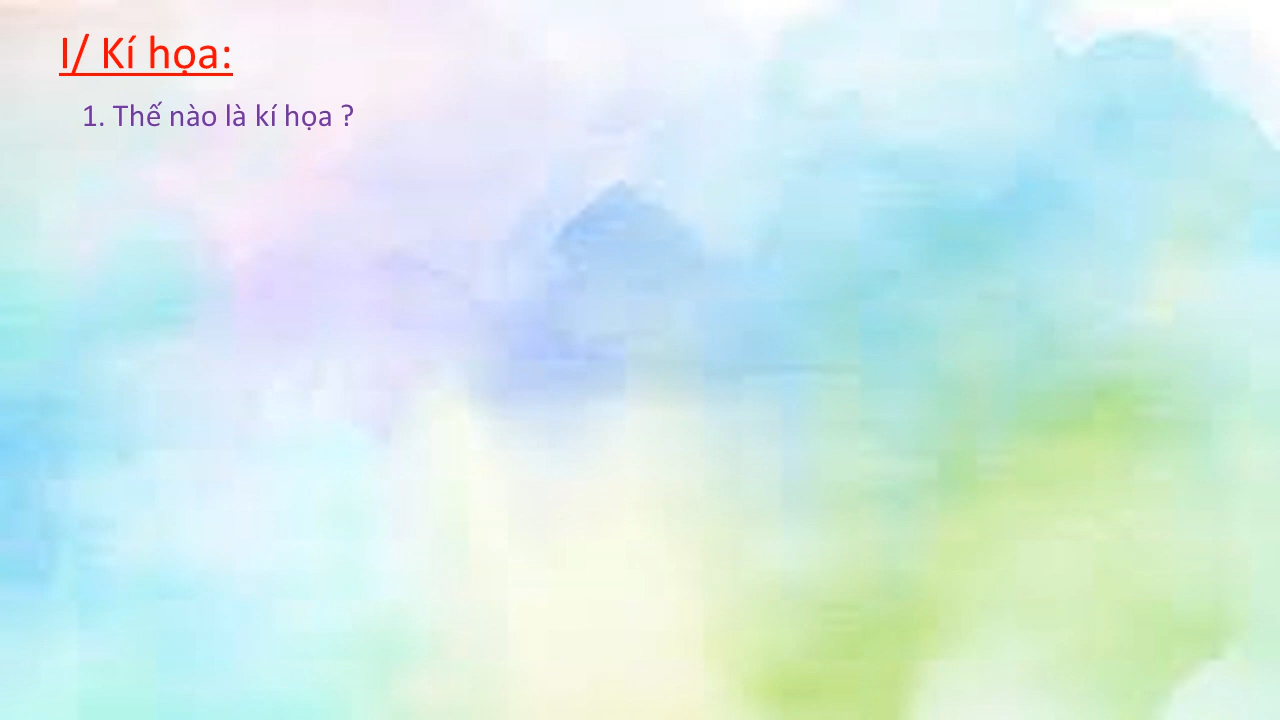 I/ Kí họa:
1. Thế nào là kí họa ?